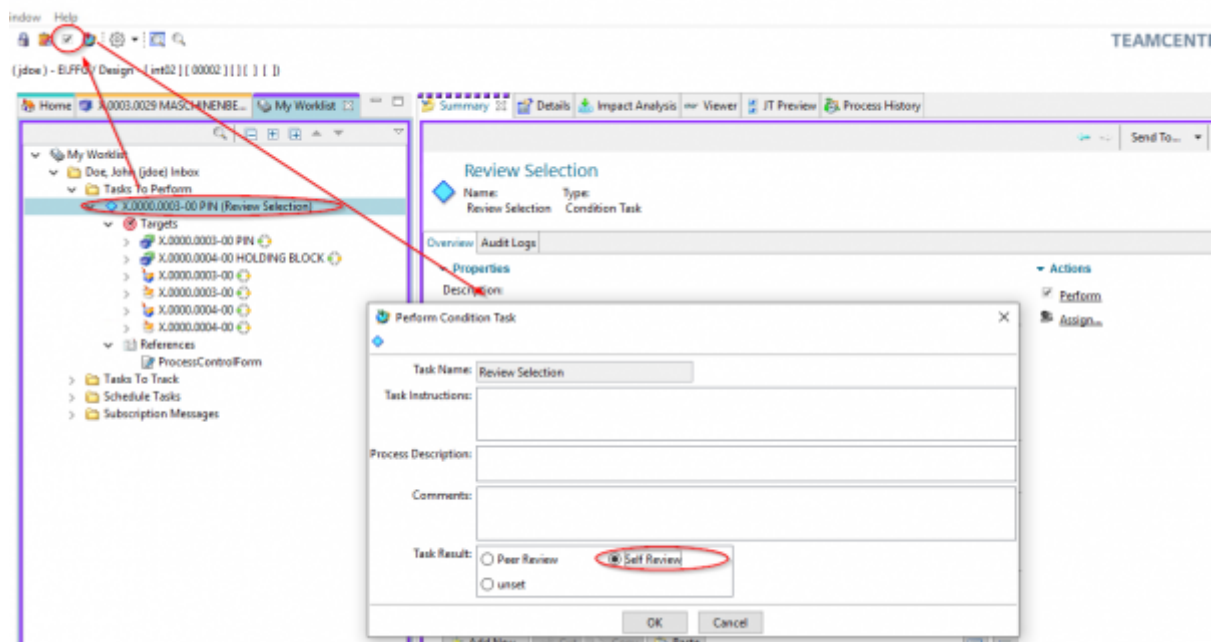 indow Help
TEAMCENT
Home
X.0003.0029 MASCHINENBE...
My Worklist
Summary
Details
Impact Analysis
Viewer
JT Preview
Process History
Send To...
My Worklist
Doe, John (jdoe) Inbox
Tasks To Perform
X.0000.0003-00 PIN (Review Selection)
Targets
X.0000.0003-00 PIN
X.0000.0004-00 HOLDING BLOCK
X.0000.0003-00
X.0000.0003-00
X.0000.0004-00
X.0000.0004-00
References
ProcessControlForm
Tasks To Track
Schedule Tasks
Subscription Messages
Review Selection
Name: Type:
Review Selection Condition Task
Overview Audit Logs
Properties
Description:
Actions
Perform
Assign...
Perform Condition Task
Task Name: Review Selection
Task Instructions:
Process Description:
Comments:
Task Result: Peer Review Self Review
unset
OK Cancel